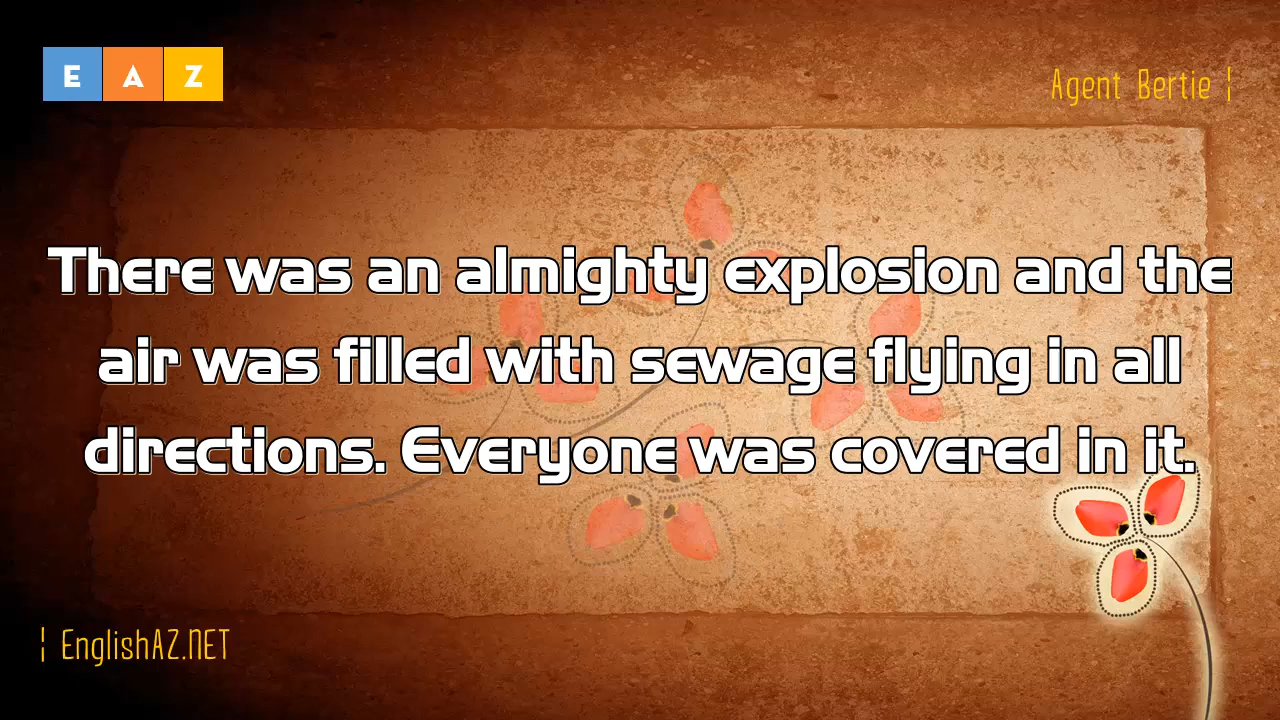 E A Z
Agent Bertie ¦
There was an almighty explosion and the
air was filled with sewage flying in all
directions. Everyone was covered in it.
¦ EnglishAZ.NET